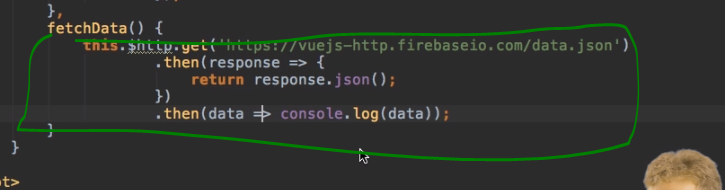 },
fetchData() {
this.$http.get('https://vuejs-http.firebaseio.com/data.json')
.then(response => {
return response.json();
})
.then(data => console.log(data));
}
}
pt>